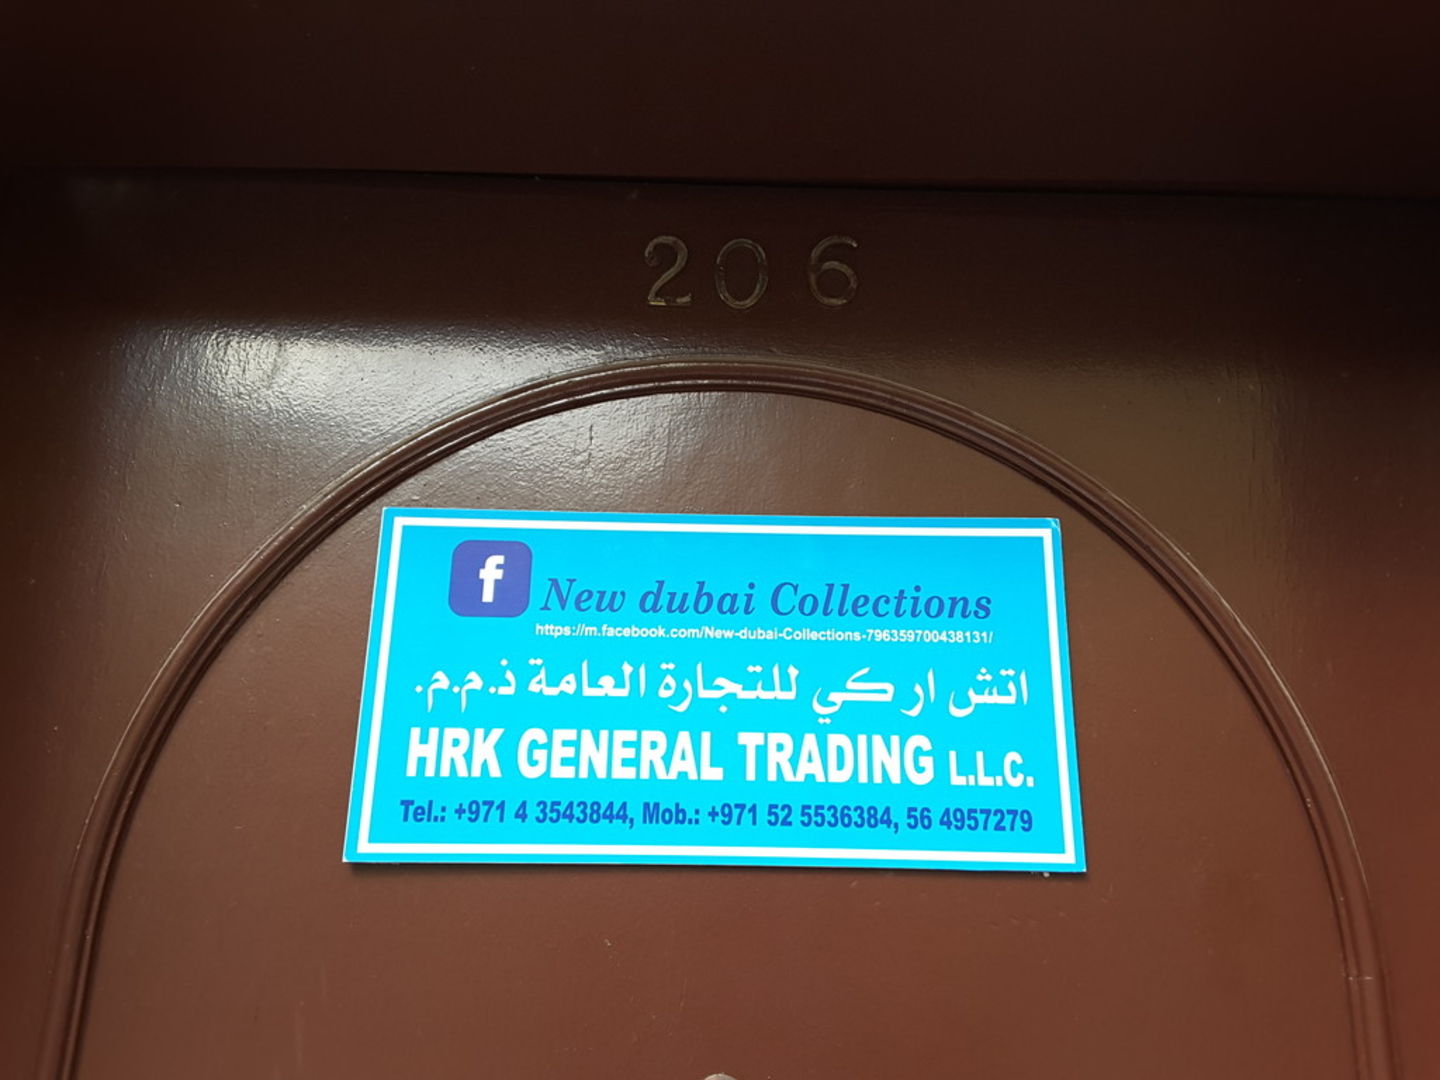 206
f New dubai Collections
https://m.facebook.com/New-dubai-Collections-796359700438131/
اتش ار كي للتجارة العامة ذ.م.م.
HRK GENERAL TRADING L.L.C.
Tel.: +971 4 3543844, Mob.: +971 52 5536384, 56 4957279